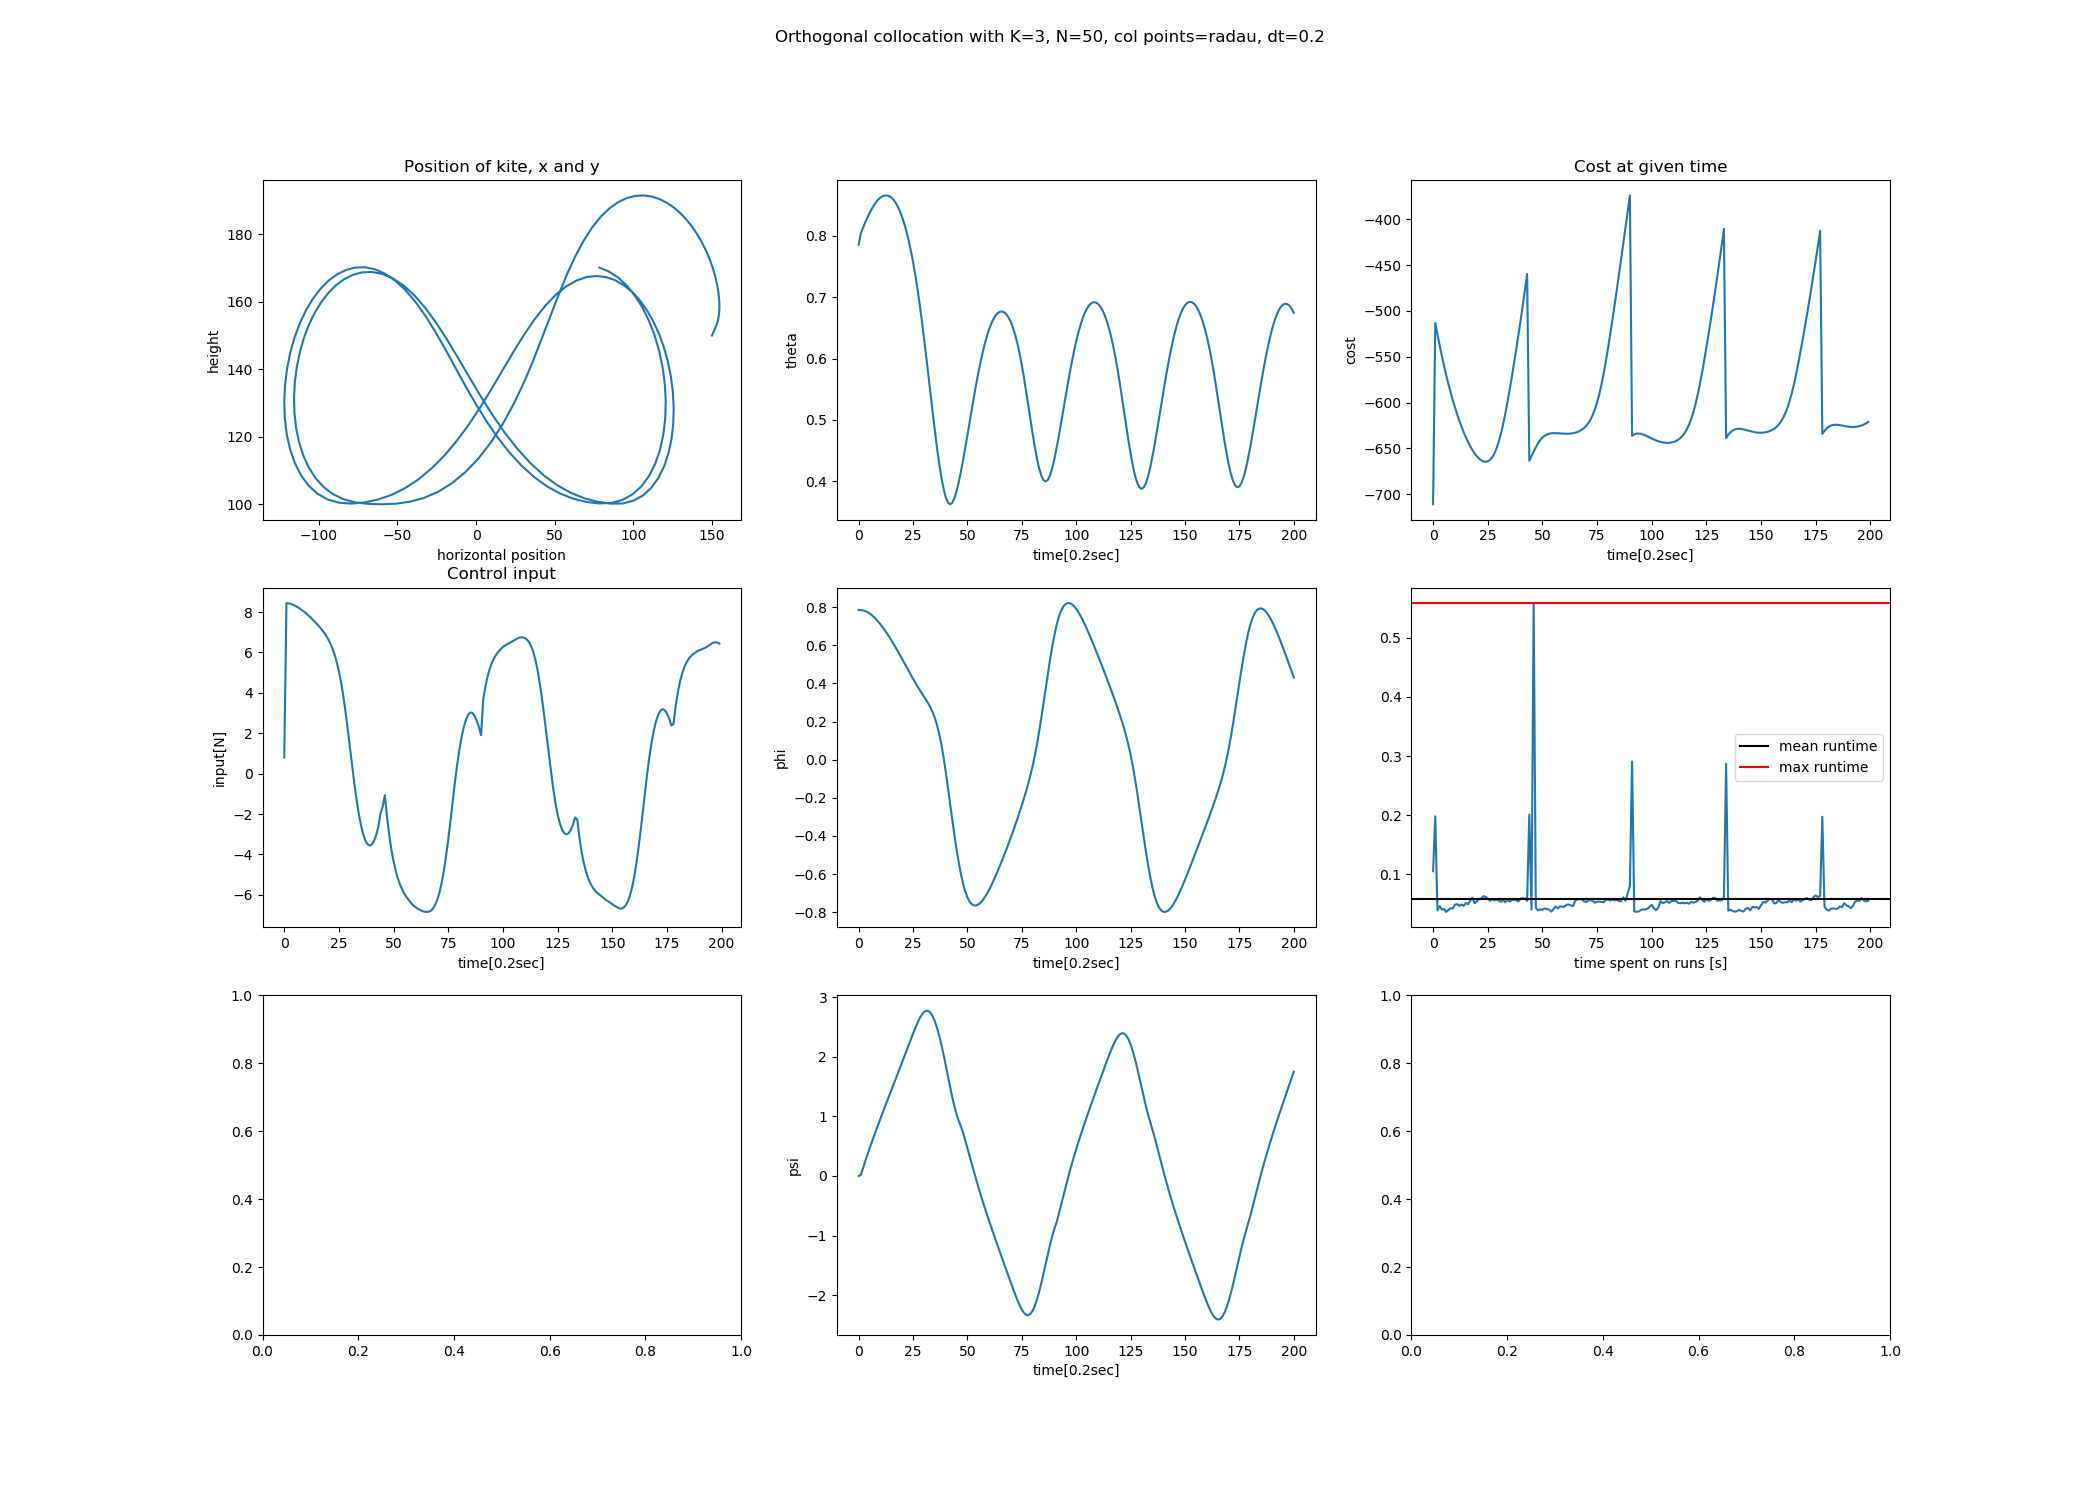 Orthogonal collocation with K=3, N=50, col points=radau, dt=0.2
Position of kite, x and y
height
180
160
140
120
100
−100 −50 0 50 100 150
horizontal position
theta
0.8
0.7
0.6
0.5
0.4
0 25 50 75 100 125 150 175 200
time[0.2sec]
Cost at given time
cost
−400
−450
−500
−550
−600
−650
−700
0 25 50 75 100 125 150 175 200
time[0.2sec]
Control input
input[N]
8
6
4
2
0
−2
−4
−6
0 25 50 75 100 125 150 175 200
time[0.2sec]
phi
0.8
0.6
0.4
0.2
0.0
−0.2
−0.4
−0.6
−0.8
0 25 50 75 100 125 150 175 200
time[0.2sec]
0.5
0.4
0.3
0.2
0.1
mean runtime
max runtime
0 25 50 75 100 125 150 175 200
time spent on runs [s]
1.0
0.8
0.6
0.4
0.2
0.0
0.0 0.2 0.4 0.6 0.8 1.0
psi
3
2
1
0
−1
−2
0 25 50 75 100 125 150 175 200
time[0.2sec]
1.0
0.8
0.6
0.4
0.2
0.0
0.0 0.2 0.4 0.6 0.8 1.0